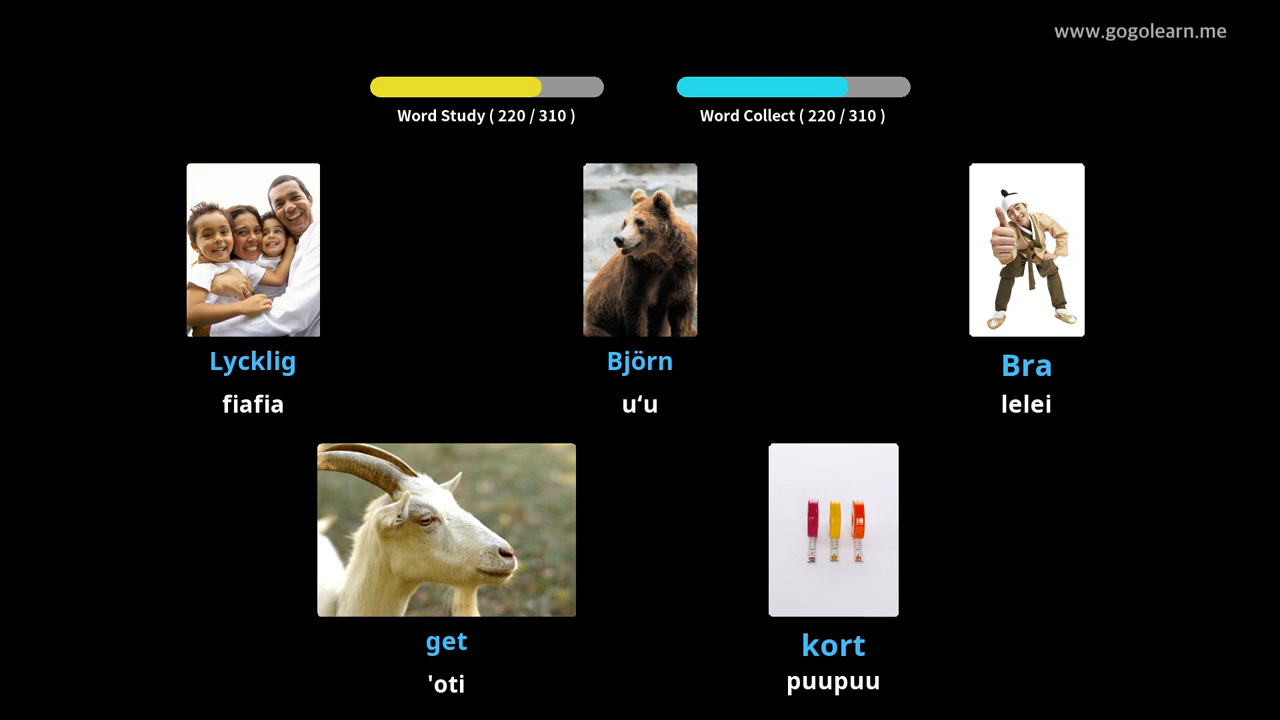 www.gogolearn.me
Word Study ( 220 / 310 )
Word Collect ( 220 / 310 )
Lycklig
fiafia
Björn
uʻu
Bra
lelei
get
'oti
kort
puupuu